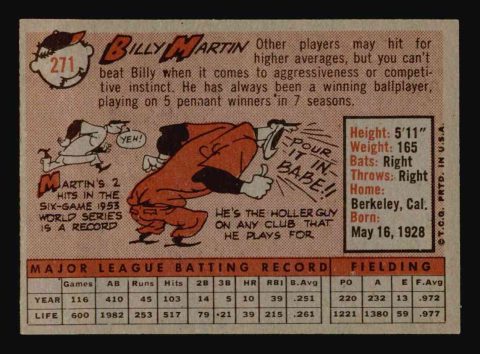 271
BILLY MARTIN
Other players may hit for
higher averages, but you can't
beat Billy when it comes to aggressiveness or competi-
tive instinct. He has always been a winning ballplayer,
playing on 5 pennant winners in 7 seasons.
YEH!
MARTIN'S 2
HITS IN THE
SIX-GAME 1953
WORLD SERIES
IS A RECORD
POUR
IT IN
BABE!!
HE'S THE HOLLER GUY
ON ANY CLUB THAT
HE PLAYS FOR
Height: 5'11"
Weight: 165
Bats: Right
Throws: Right
Home:
Berkeley, Cal.
Born:
May 16, 1928
© T.C.G. PRTD. IN U.S.A.
MAJOR LEAGUE BATTING RECORD FIELDING
Games AB Runs Hits 2B 3B HR RBI B.Avg PO A E F.Avg
YEAR 116 410 45 103 14 5 10 39 .251 220 232 13 .972
LIFE 600 1982 253 517 79 21 39 215 .261 1221 1380 59 .977